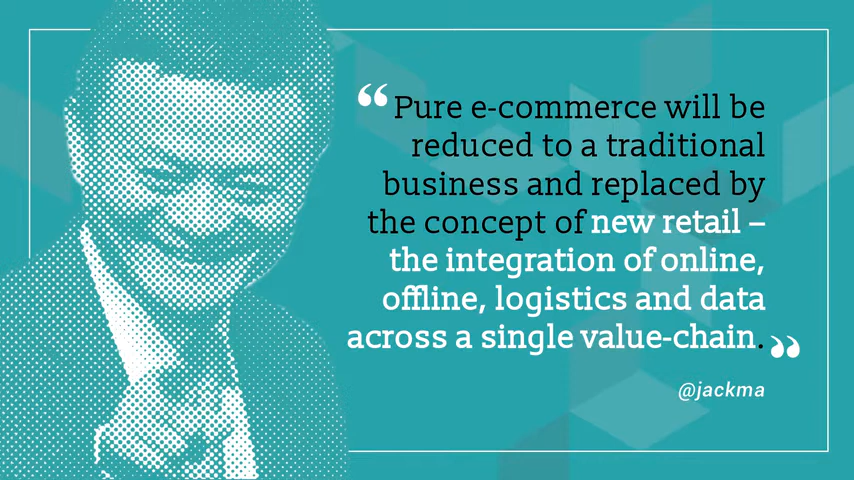 “ Pure e-commerce will be
reduced to a traditional
business and replaced by
the concept of new retail –
the integration of online,
offline, logistics and data
across a single value-chain. ”
@jackma